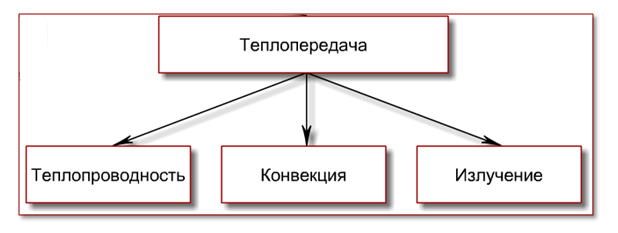 Теплопередача
Теплопроводность
Конвекция
Излучение